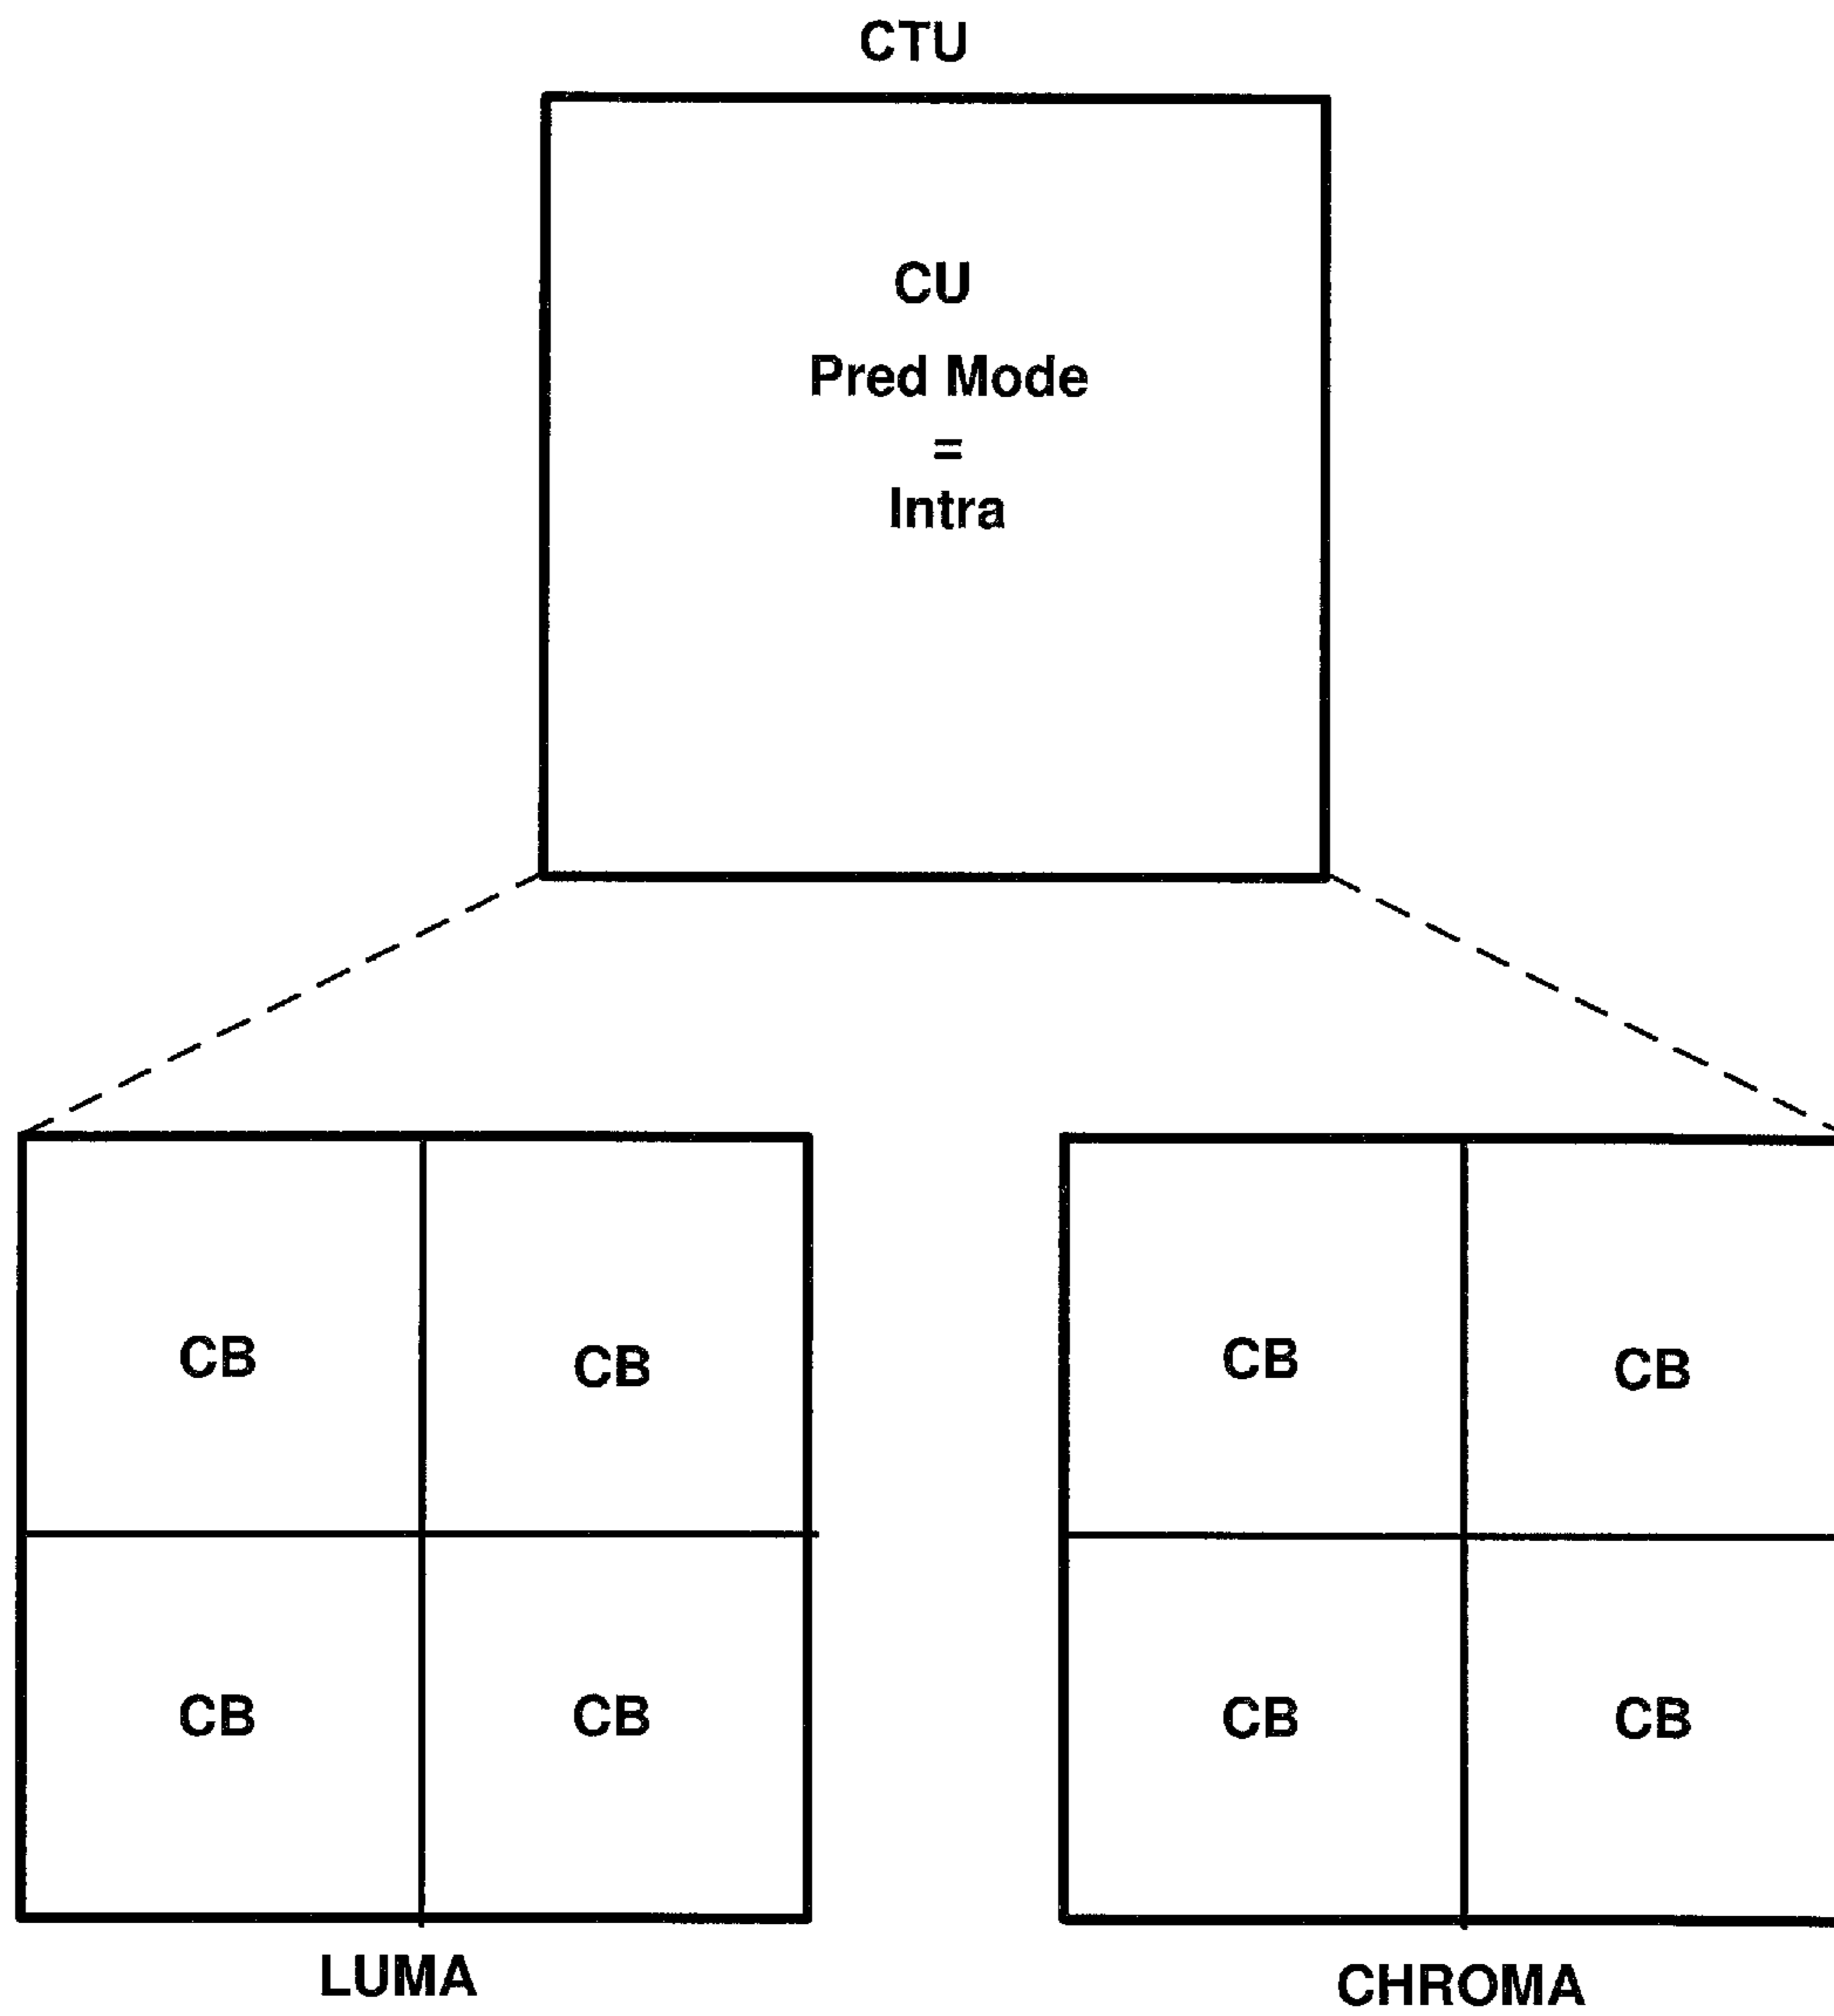 CTU
CU
Pred Mode
=
Intra
CB CB
CB CB
LUMA
CB CB
CB CB
CHROMA